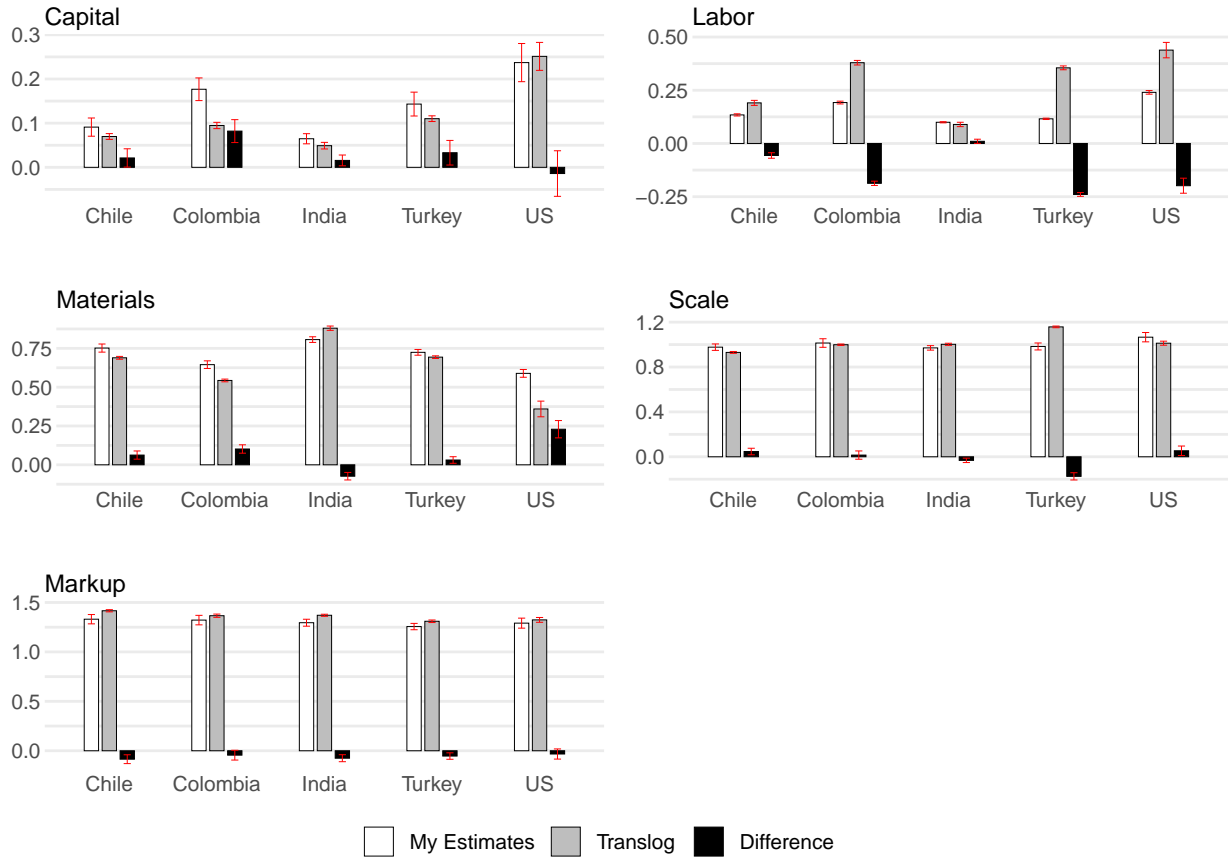 Capital
0.3
0.2
0.1
0.0
Chile Colombia India Turkey US
Labor
0.50
0.25
0.00
−0.25
Chile Colombia India Turkey US
Materials
0.75
0.50
0.25
0.00
Chile Colombia India Turkey US
Scale
1.2
0.8
0.4
0.0
Chile Colombia India Turkey US
Markup
1.5
1.0
0.5
0.0
Chile Colombia India Turkey US
My Estimates Translog Difference